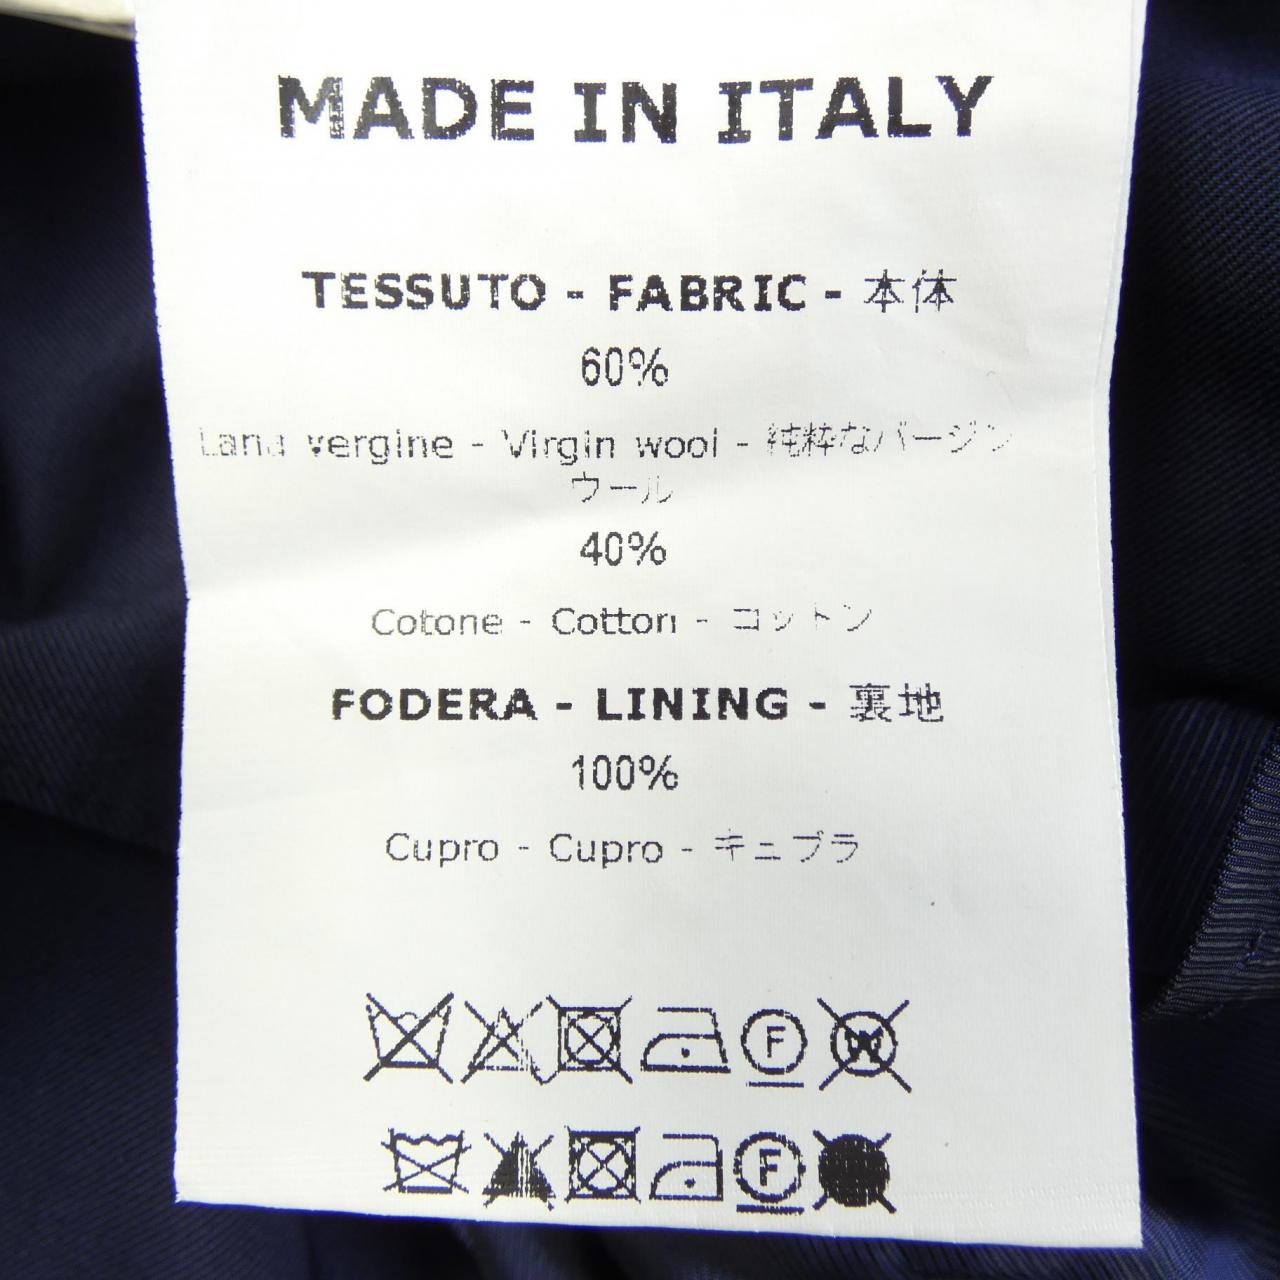 MADE IN ITALY
TESSUTO - FABRIC - 本体
60%
Lana vergine - Virgin wool - 純粋なバージン
ウール
40%
Cotone - Cotton - コットン
FODERA - LINING - 裏地
100%
Cupro - Cupro - キュプラ
F W
F